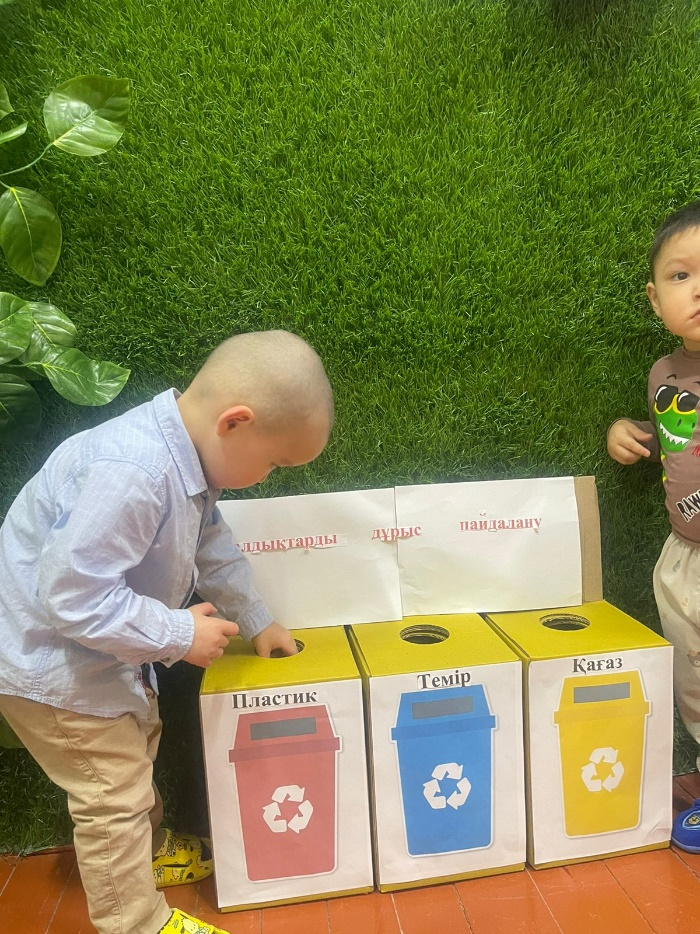 дұрыс пайдалану
Пластик
Темір
Қағаз